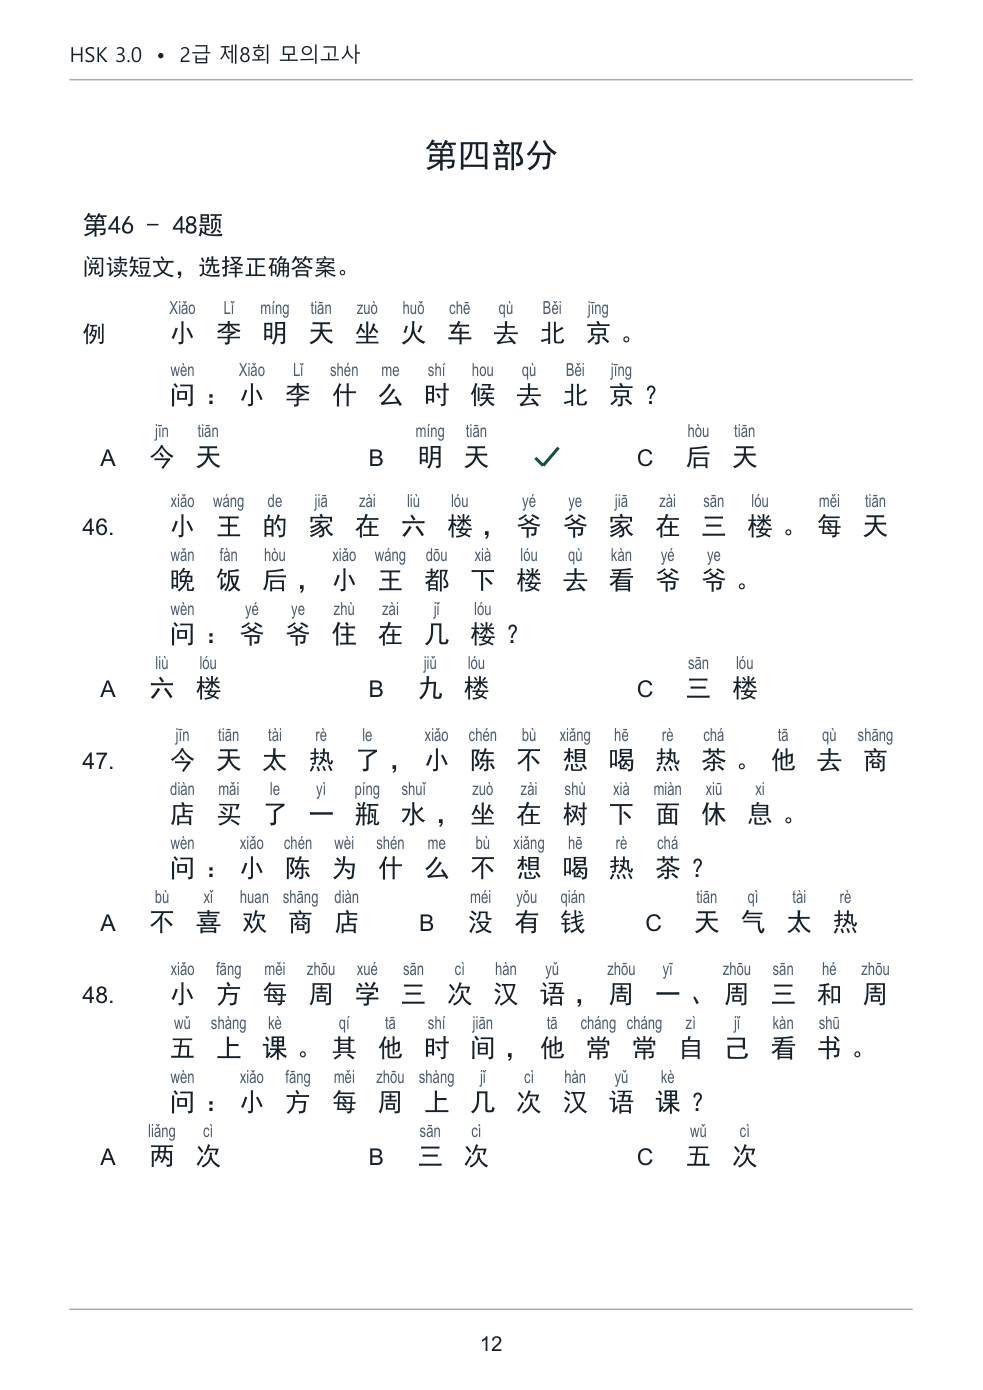 HSK 3.0 • 2급 제8회 모의고사
第四部分
第46 – 48题
阅读短文，选择正确答案。
Xiǎo Lǐ míng tiān zuò huǒ chē qù Běi jīng
例 小李明天坐火车去北京。
wèn Xiǎo Lǐ shén me shí hou qù Běi jīng
问：小李什么时候去北京？
jīn tiān míng tiān hòu tiān
A 今天 B 明天 ✓ C 后天
xiǎo wáng de jiā zài liù lóu yé ye jiā zài sān lóu měi tiān
46. 小王的家在六楼，爷爷家在三楼。每天
wǎn fàn hòu xiǎo wáng dōu xià lóu qù kàn yé ye
晚饭后，小王都下楼去看爷爷。
wèn yé ye zhù zài jǐ lóu
问：爷爷住在几楼？
liù lóu jiǔ lóu sān lóu
A 六楼 B 九楼 C 三楼
jīn tiān tài rè le xiǎo chén bù xiǎng hē rè chá tā qù shāng
47. 今天太热了，小陈不想喝热茶。他去商
diàn mǎi le yì píng shuǐ zuò zài shù xià miàn xiū xi
店买了一瓶水，坐在树下面休息。
wèn xiǎo chén wèi shén me bù xiǎng hē rè chá
问：小陈为什么不想喝热茶？
bù xǐ huan shāng diàn méi yǒu qián tiān qì tài rè
A 不喜欢商店 B 没有钱 C 天气太热
xiǎo fāng měi zhōu xué sān cì hàn yǔ zhōu yī zhōu sān hé zhōu
48. 小方每周学三次汉语，周一、周三和周
wǔ shàng kè qí tā shí jiān tā cháng cháng zì jǐ kàn shū
五上课。其他时间，他常常自己看书。
wèn xiǎo fāng měi zhōu shàng jǐ cì hàn yǔ kè
问：小方每周上几次汉语课？
liǎng cì sān cì wǔ cì
A 两次 B 三次 C 五次
12